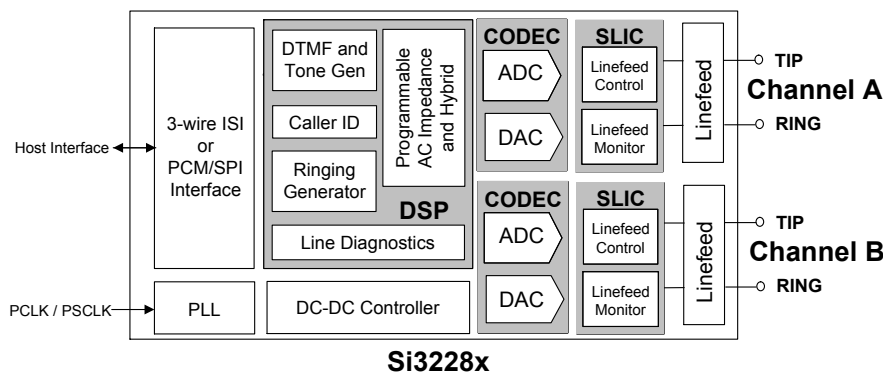 Host Interface
PCLK / PSCLK
3-wire ISI
or
PCM/SPI
Interface
PLL
DTMF and
Tone Gen
Caller ID
Ringing
Generator
Programmable
AC Impedance
and Hybrid
DSP
Line Diagnostics
DC-DC Controller
CODEC
ADC
DAC
SLIC
Linefeed
Control
Linefeed
Monitor
Linefeed
TIP
Channel A
RING
CODEC
ADC
DAC
SLIC
Linefeed
Control
Linefeed
Monitor
Linefeed
TIP
Channel B
RING
Si3228x